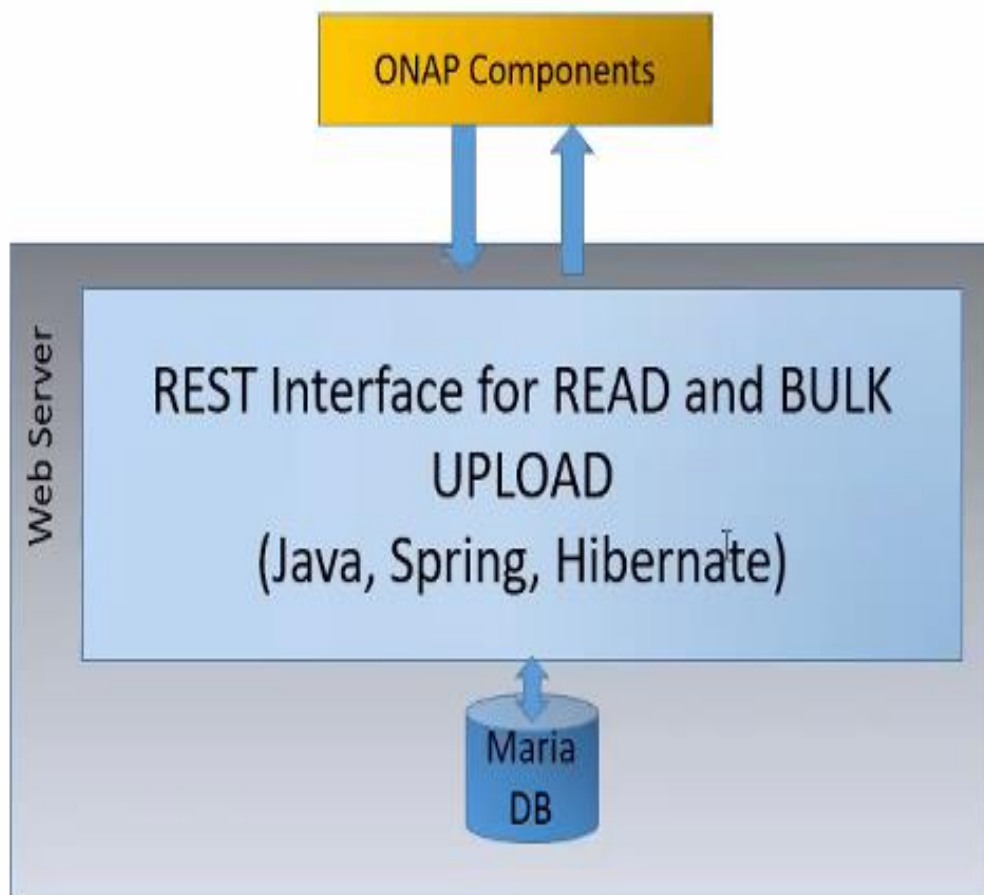 ONAP Components
Web Server
REST Interface for READ and BULK
UPLOAD
(Java, Spring, Hibernate)
Maria
DB